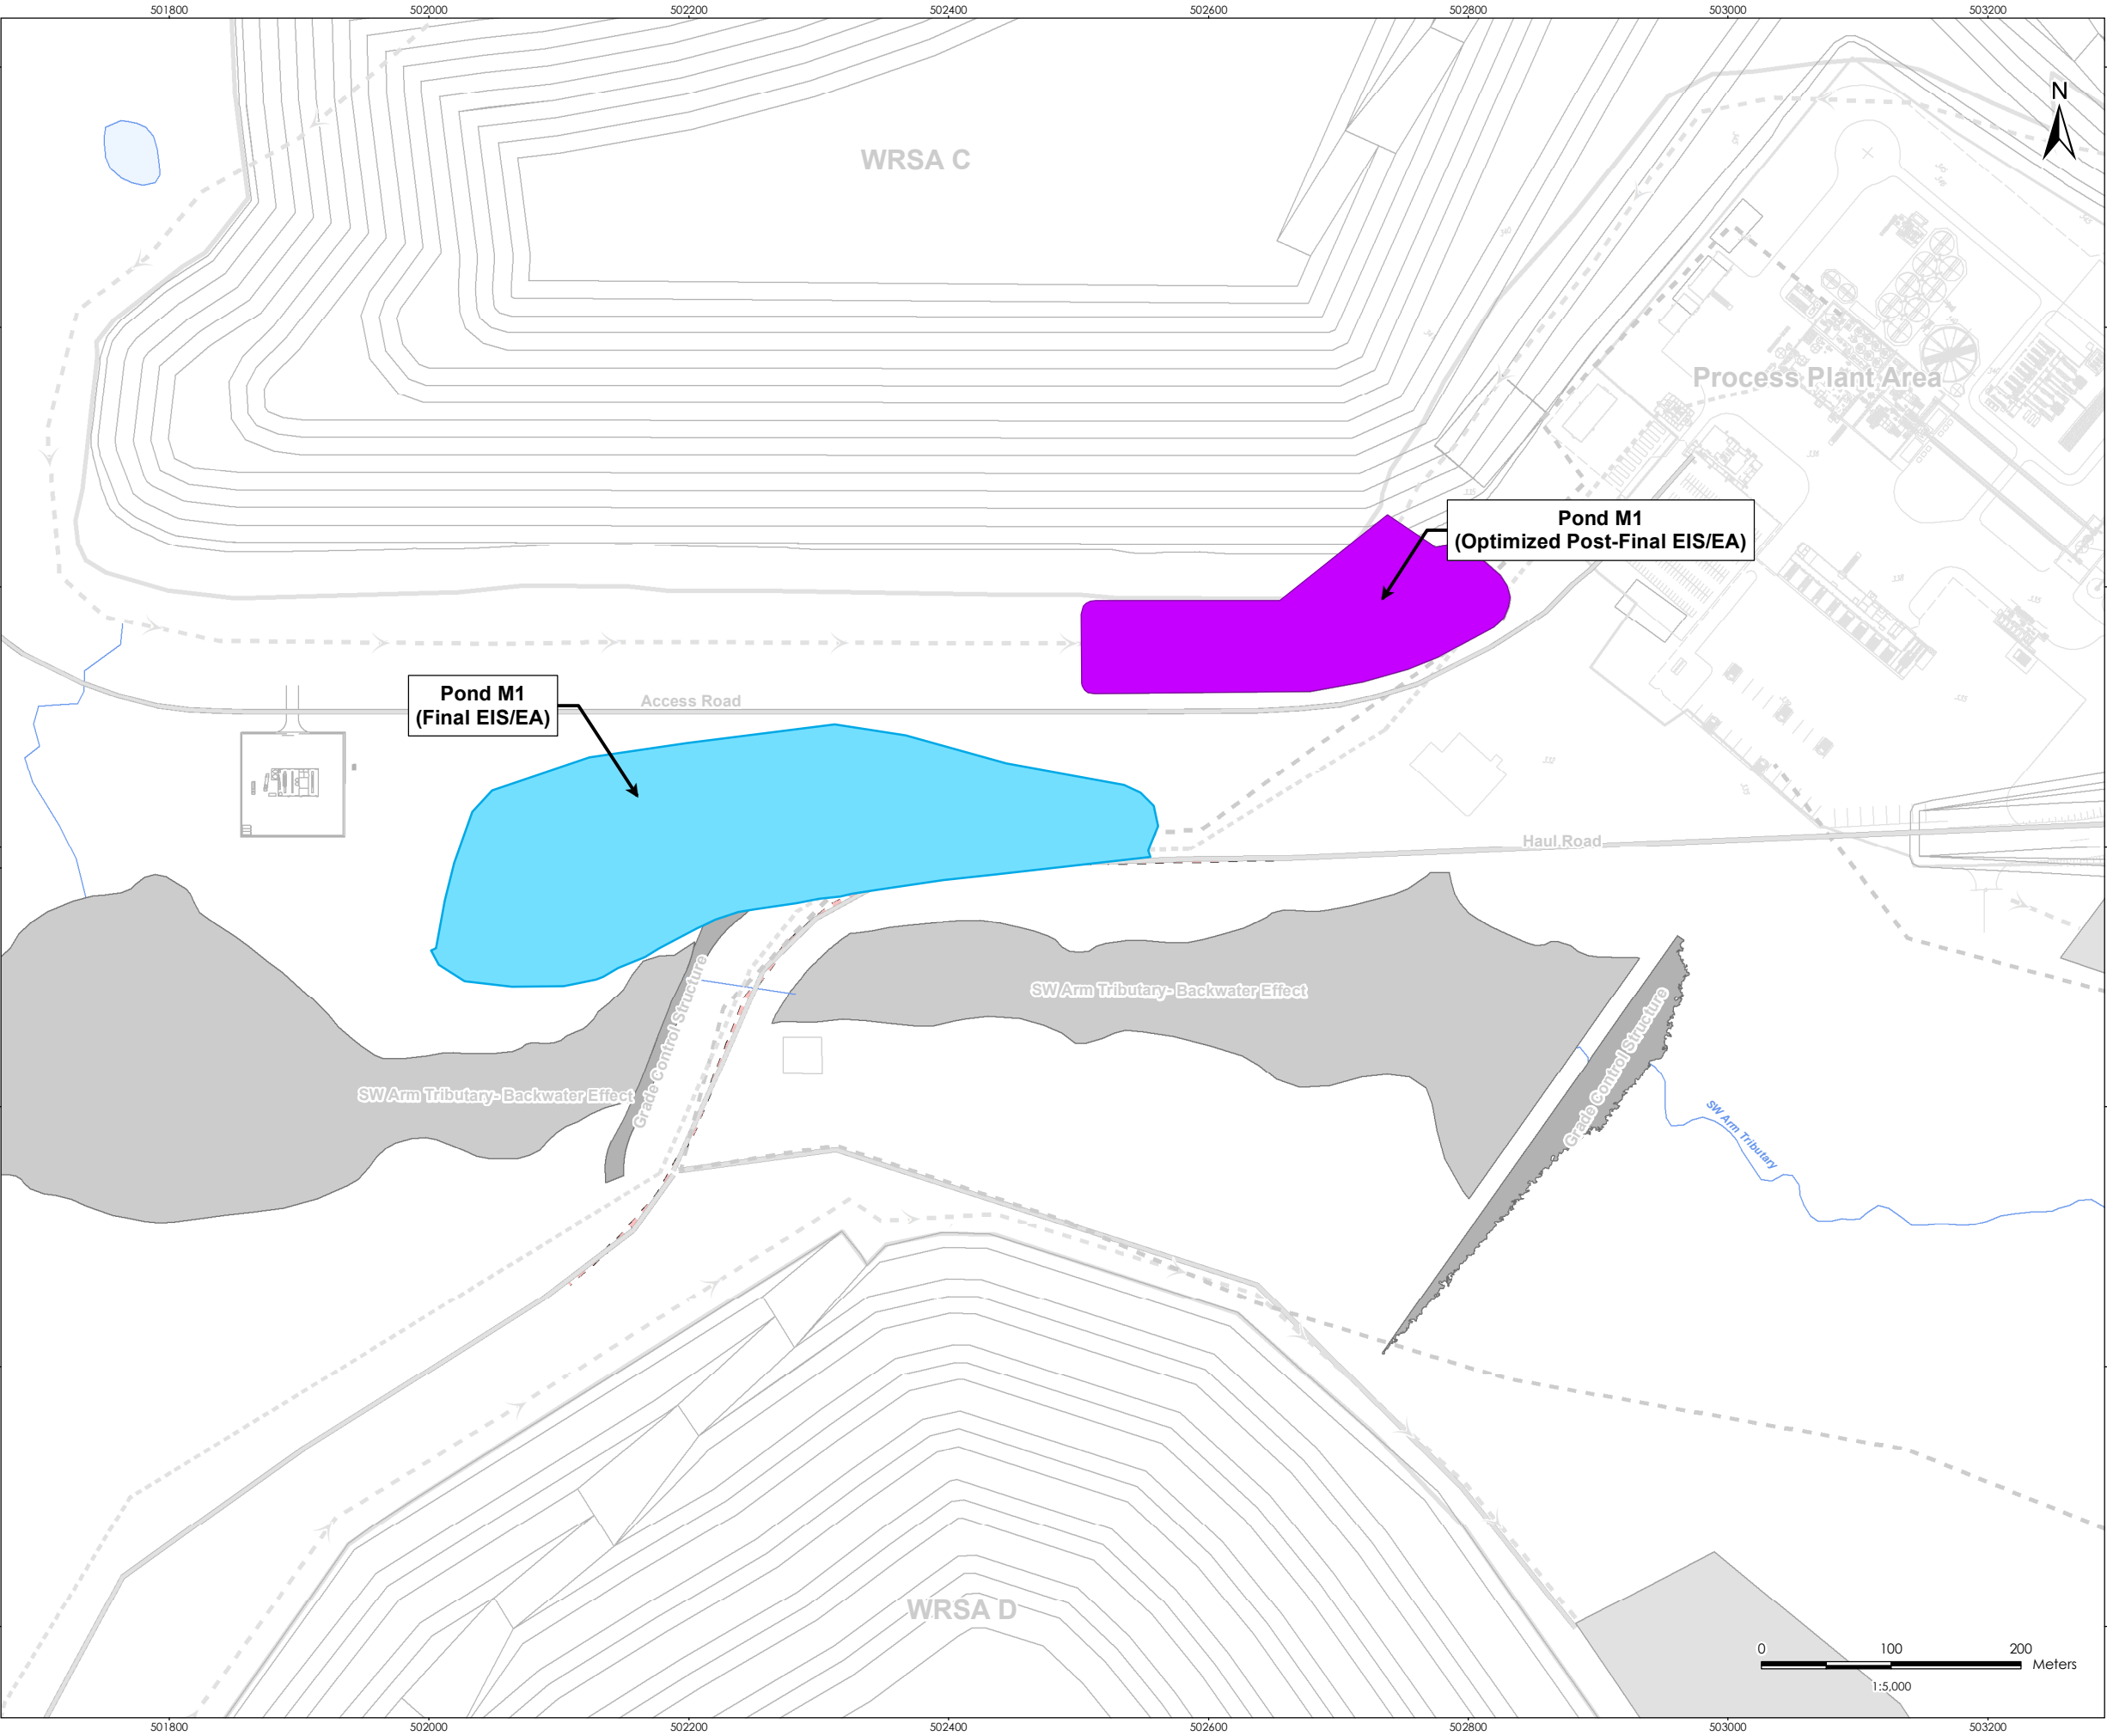 501800 502000 502200 502400 502600 502800 503000 503200
N
WRSA C
Process Plant Area
Pond M1
(Optimized Post-Final EIS/EA)
Pond M1
(Final EIS/EA)
Access Road
Haul Road
SW Arm Tributary- Backwater Effect
Grade Control Structure
SW Arm Tributary- Backwater Effect
Grade Control Structure
SW Arm Tributary
WRSA D
0 100 200
Meters
1:5,000
501800 502000 502200 502400 502600 502800 503000 503200